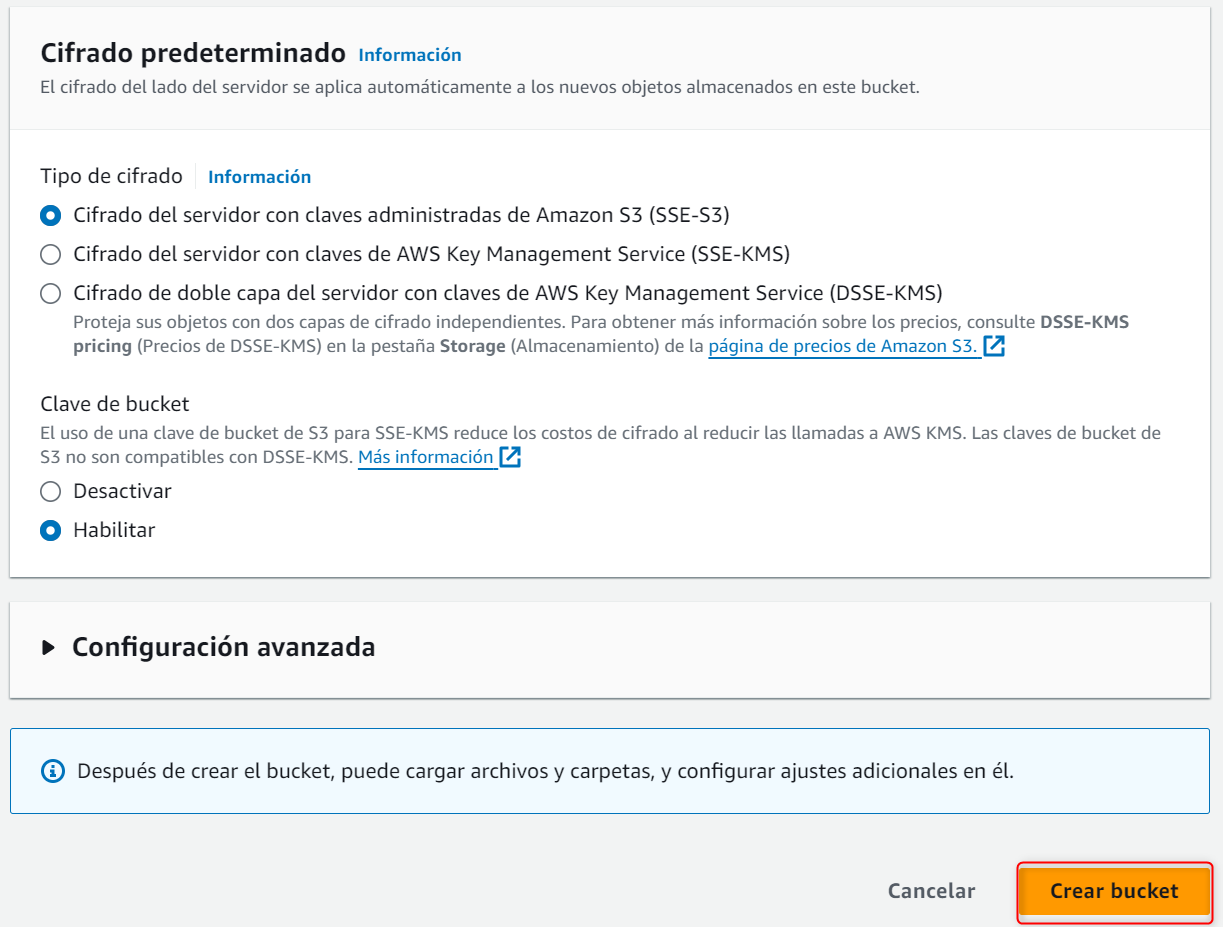 Cifrado predeterminado Información
El cifrado del lado del servidor se aplica automáticamente a los nuevos objetos almacenados en este bucket.
Tipo de cifrado Información
Cifrado del servidor con claves administradas de Amazon S3 (SSE-S3)
Cifrado del servidor con claves de AWS Key Management Service (SSE-KMS)
Cifrado de doble capa del servidor con claves de AWS Key Management Service (DSSE-KMS)
Proteja sus objetos con dos capas de cifrado independientes. Para obtener más información sobre los precios, consulte DSSE-KMS
pricing (Precios de DSSE-KMS) en la pestaña Storage (Almacenamiento) de la página de precios de Amazon S3.
Clave de bucket
El uso de una clave de bucket de S3 para SSE-KMS reduce los costos de cifrado al reducir las llamadas a AWS KMS. Las claves de bucket de
S3 no son compatibles con DSSE-KMS. Más información
Desactivar
Habilitar
Configuración avanzada
Después de crear el bucket, puede cargar archivos y carpetas, y configurar ajustes adicionales en él.
Cancelar Crear bucket